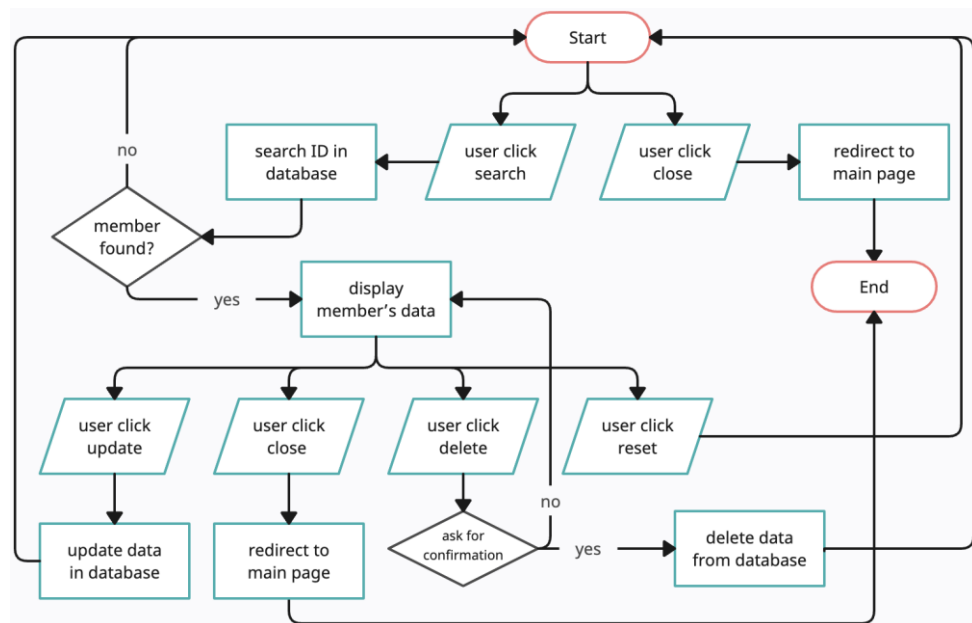 Start
search ID in
database
user click
search
user click
close
redirect to
main page
no
member
found?
End
yes
display
member’s data
user click
update
user click
close
user click
delete
user click
reset
no
update data
in database
redirect to
main page
ask for
confirmation
yes
delete data
from database